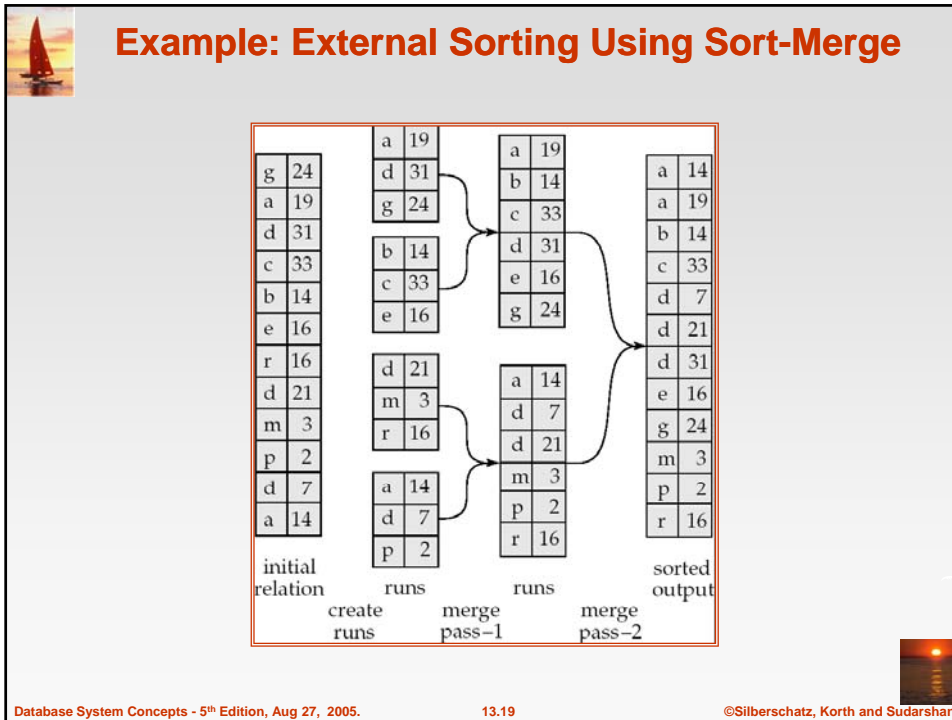 Example: External Sorting Using Sort-Merge
g 24
a 19
d 31
c 33
b 14
e 16
r 16
d 21
m 3
p 2
d 7
a 14
initial
relation
create
runs
a 19
d 31
g 24
b 14
c 33
e 16
d 21
m 3
r 16
a 14
d 7
p 2
runs
merge
pass–1
a 19
b 14
c 33
d 31
e 16
g 24
a 14
d 7
d 21
m 3
p 2
r 16
runs
merge
pass–2
a 14
a 19
b 14
c 33
d 7
d 21
d 31
e 16
g 24
m 3
p 2
r 16
sorted
output
Database System Concepts - 5th Edition, Aug 27, 2005.
13.19
©Silberschatz, Korth and Sudarshan